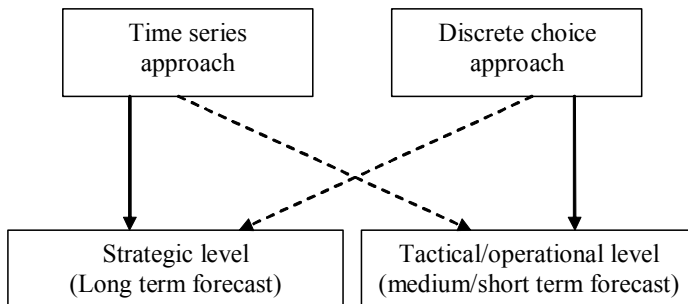 Time series
approach
Discrete choice
approach
Strategic level
(Long term forecast)
Tactical/operational level
(medium/short term forecast)